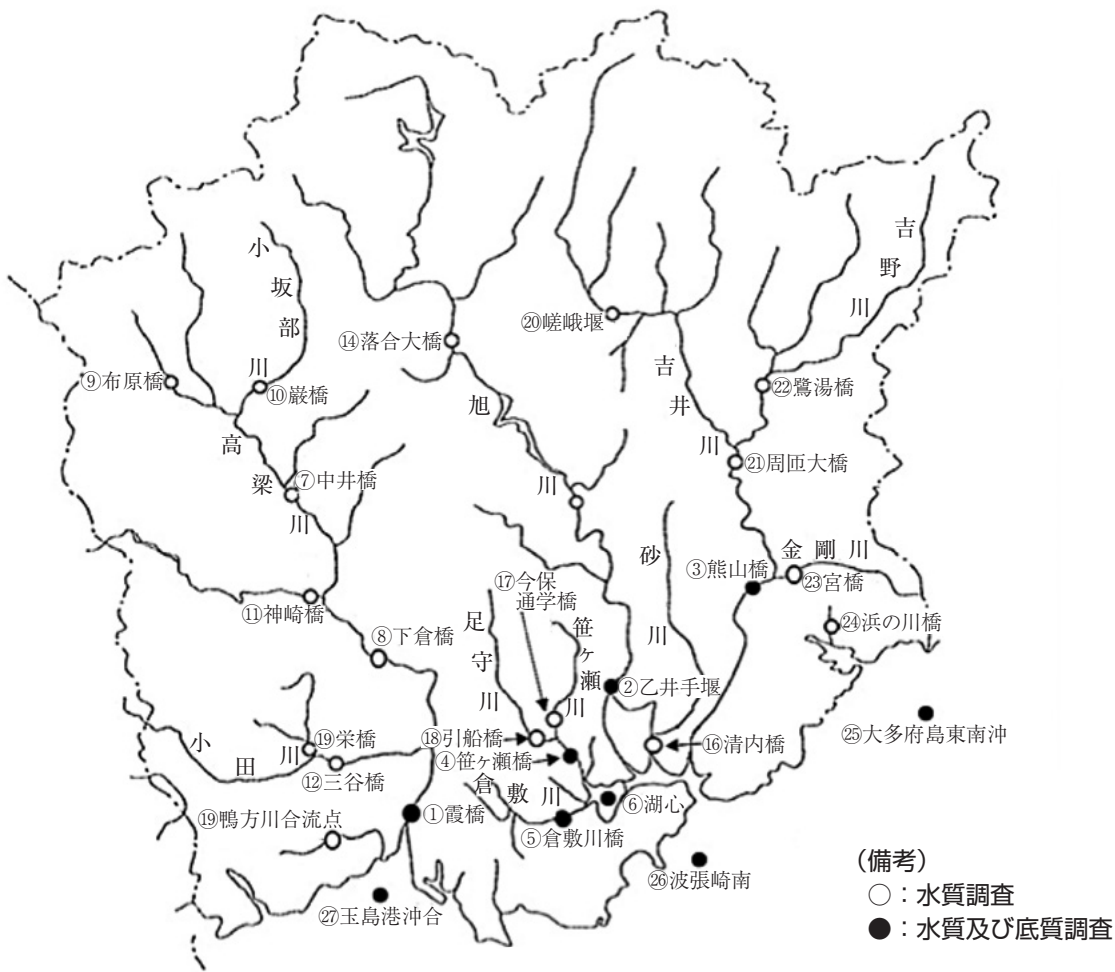 小坂部川
吉野川
⑳嵯峨堰
⑭落合大橋
⑨布原橋
⑩巌橋
吉井川
㉒鷺湯橋
旭川
高梁川
㉑周匝大橋
⑦中井橋
砂川
金剛川
③熊山橋
㉓宮橋
⑰今保
通学橋
⑪神崎橋
足守川
笹ヶ瀬川
㉔浜の川橋
⑧下倉橋
②乙井手堰
㉕大多府島東南沖
⑲栄橋
小田川
⑱引船橋
⑯清内橋
④笹ヶ瀬橋
⑫三谷橋
倉敷川
⑥湖心
①霞橋
⑲鴨方川合流点
⑤倉敷川橋
㉖波張崎南
㉗玉島港沖合
(備考)
○:水質調査
●:水質及び底質調査